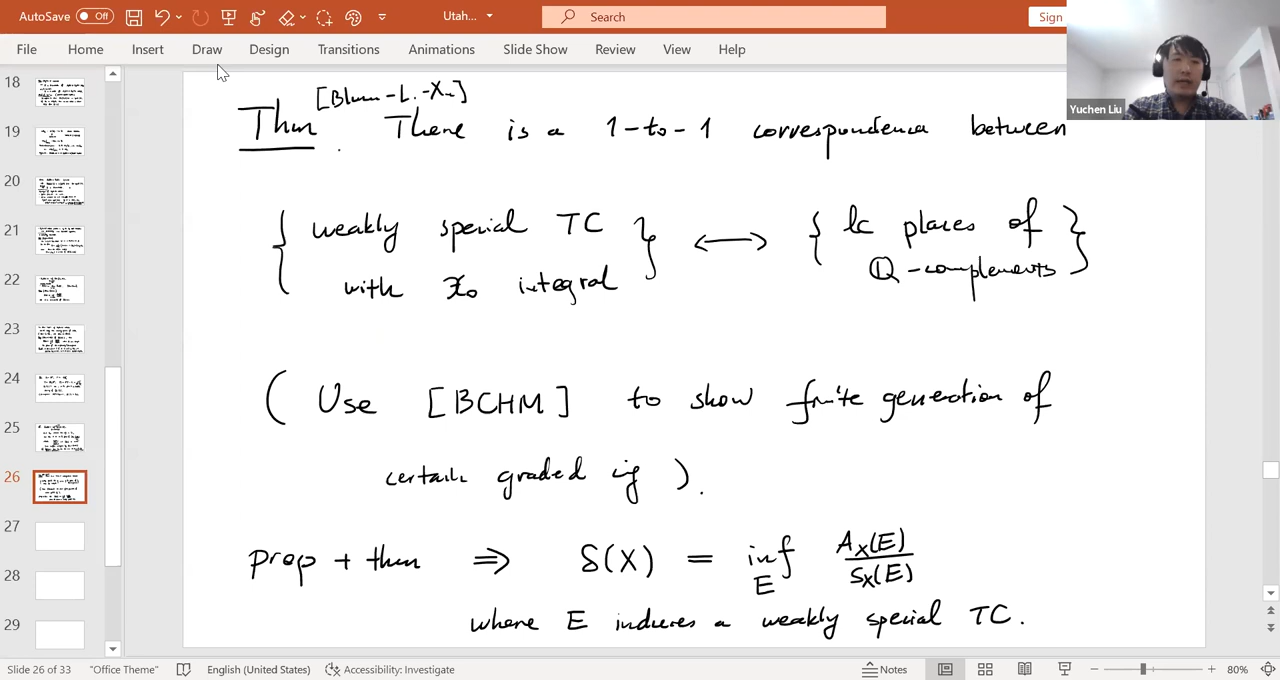 AutoSave Off Utah... Search Sign
File Home Insert Draw Design Transitions Animations Slide Show Review View Help
Yuchen Liu
18
19
20
21
22
23
24
25
26
27
28
29
[Blum-L.-Xu]
Thm. There is a 1-to-1 correspondence between
{ weakly special TC with 𝒳₀ integral } ⟷ { lc places of ℚ-complements }
( Use [BCHM] to show finite generation of
certain graded ring ).
prop + thm ⇒ δ(X) = inf_E A_X(E) / S_X(E)
where E induces a weakly special TC.
Slide 26 of 33 "Office Theme" English (United States) Accessibility: Investigate Notes 80%